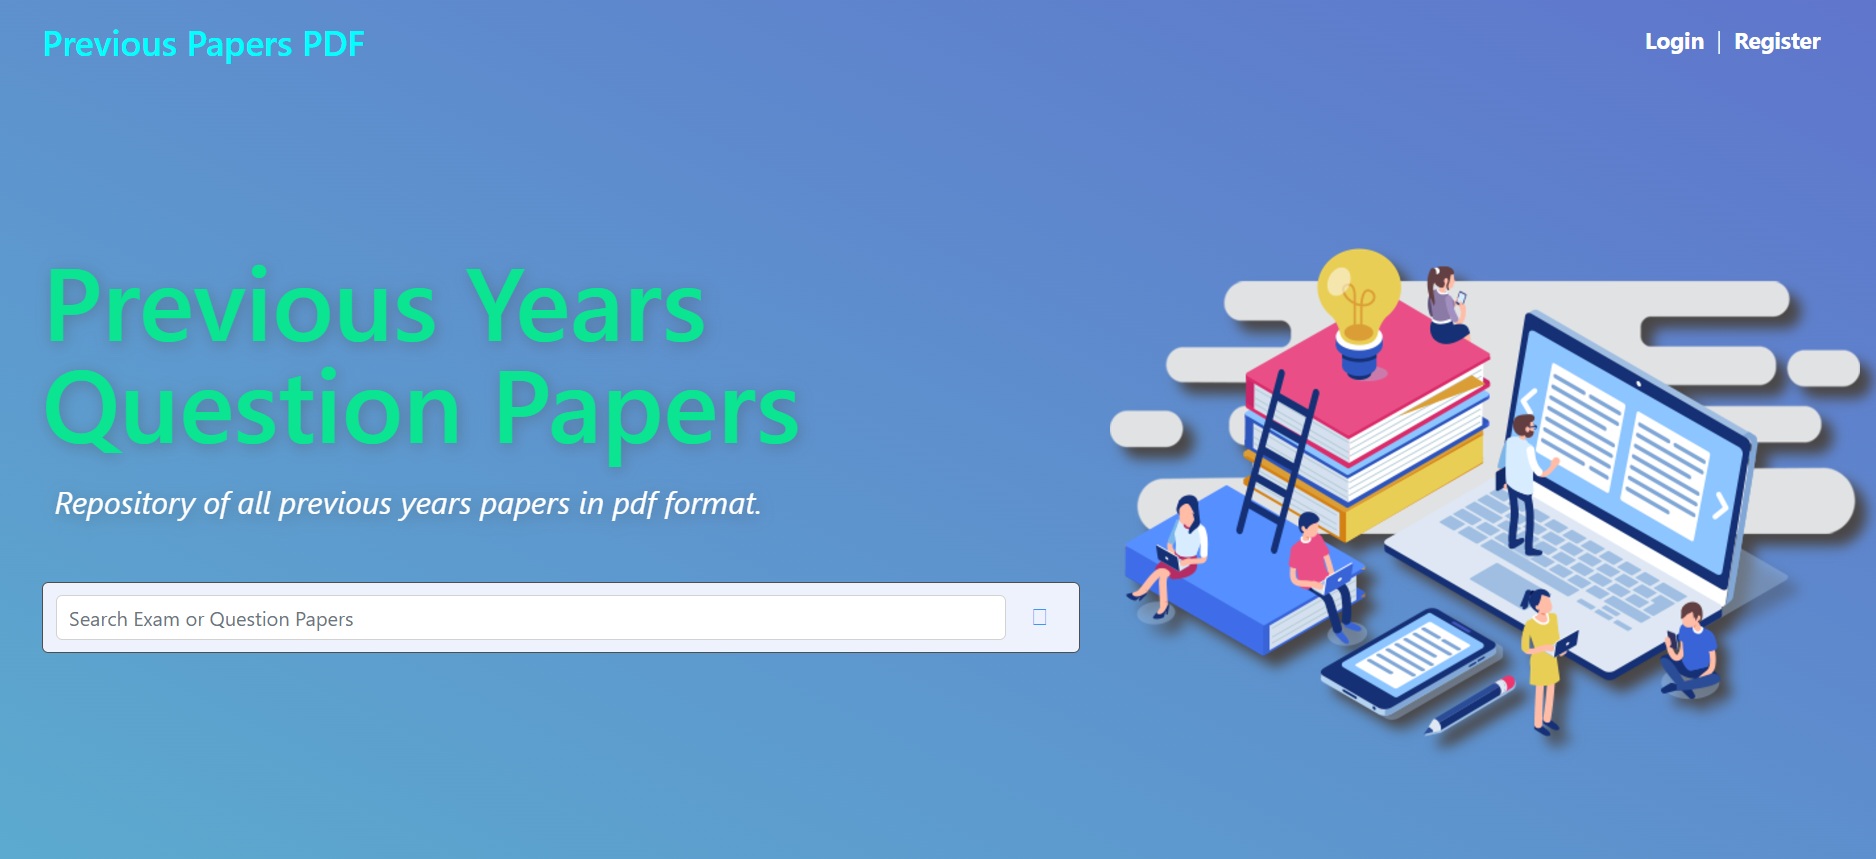 Previous Papers PDF
Login | Register
Previous Years
Question Papers
Repository of all previous years papers in pdf format.
Search Exam or Question Papers